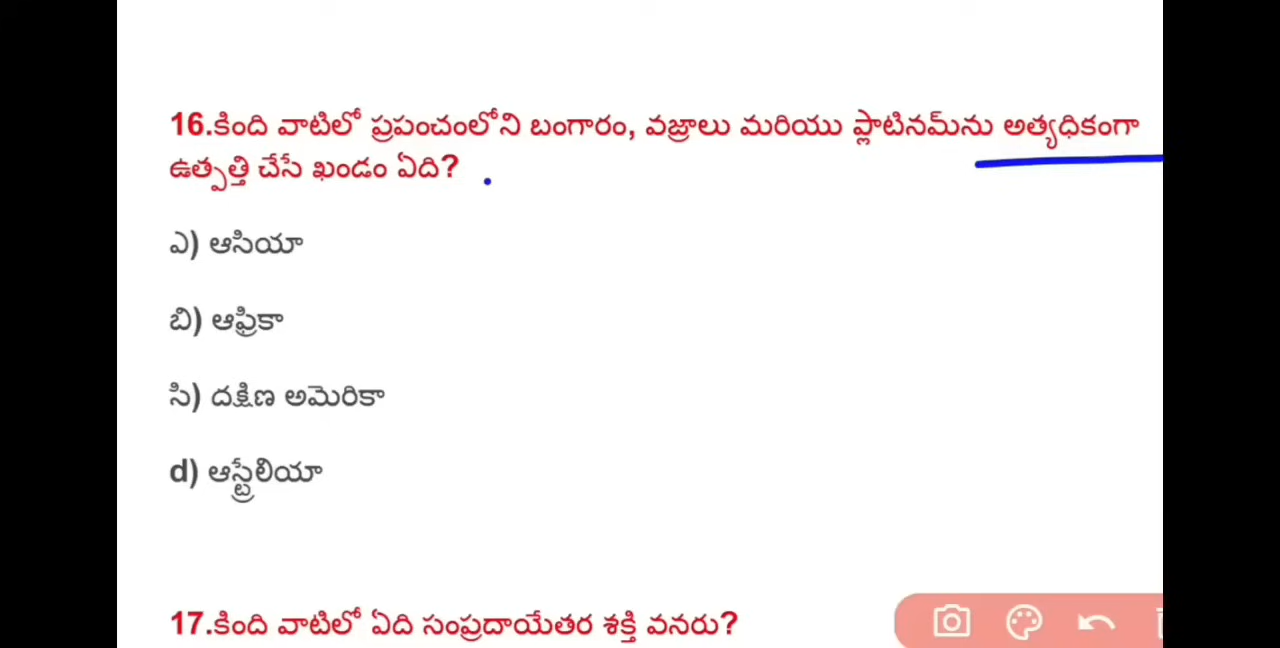 16.కింది వాటిలో ప్రపంచంలోని బంగారం, వజ్రాలు మరియు ప్లాటినమ్‌ను అత్యధికంగా
ఉత్పత్తి చేసే ఖండం ఏది?
ఎ) ఆసియా
బి) ఆఫ్రికా
సి) దక్షిణ అమెరికా
d) ఆస్ట్రేలియా
17.కింది వాటిలో ఏది సంప్రదాయేతర శక్తి వనరు?